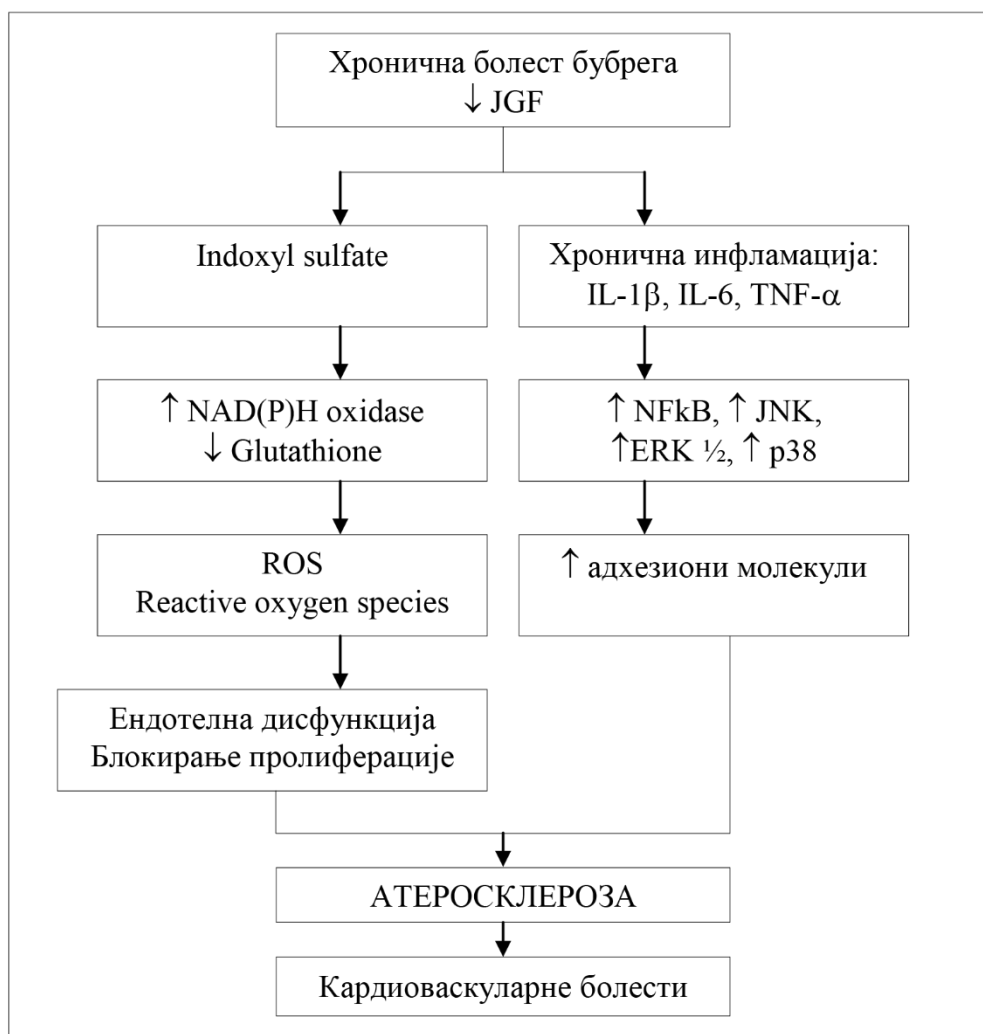 Хронична болест бубрега
↓ JGF
Indoxyl sulfate
Хронична инфламација:
IL-1β, IL-6, TNF-α
↑ NAD(P)H oxidase
↓ Glutathione
↑ NFkB, ↑ JNK,
↑ERK ½, ↑ p38
ROS
Reactive oxygen species
↑ адхезиони молекули
Ендотелна дисфункција
Блокирање пролиферације
АТЕРОСКЛЕРОЗА
Кардиоваскуларне болести